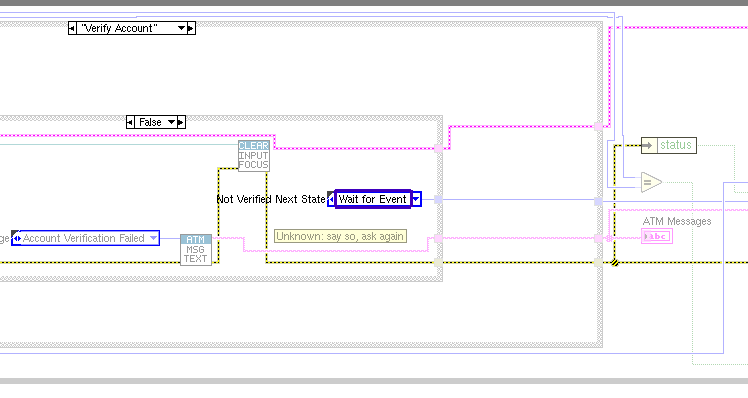 "Verify Account"
False
CLEAR
INPUT
FOCUS
status
Not Verified Next State
Wait for Event
ATM Messages
abc
Account Verification Failed
ATM
MSG
TEXT
Unknown: say so, ask again
=